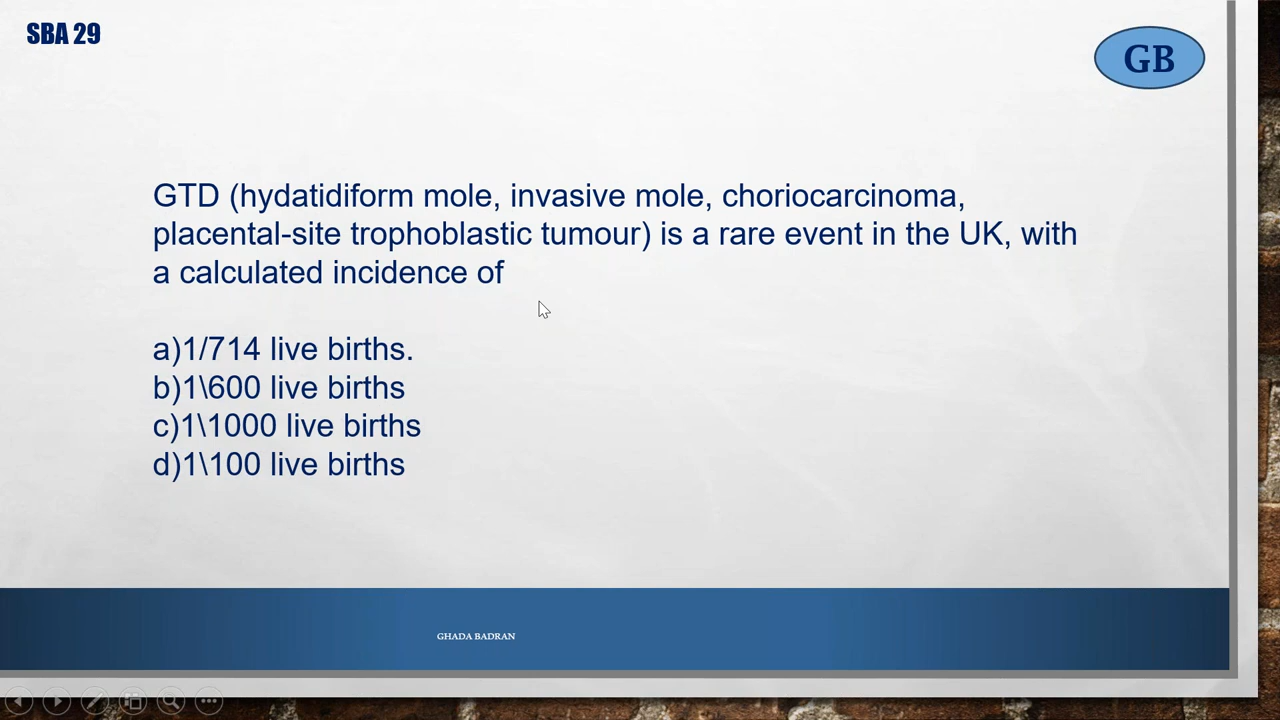 SBA 29
GB
GTD (hydatidiform mole, invasive mole, choriocarcinoma,
placental-site trophoblastic tumour) is a rare event in the UK, with
a calculated incidence of
a)1/714 live births.
b)1\600 live births
c)1\1000 live births
d)1\100 live births
GHADA BADRAN